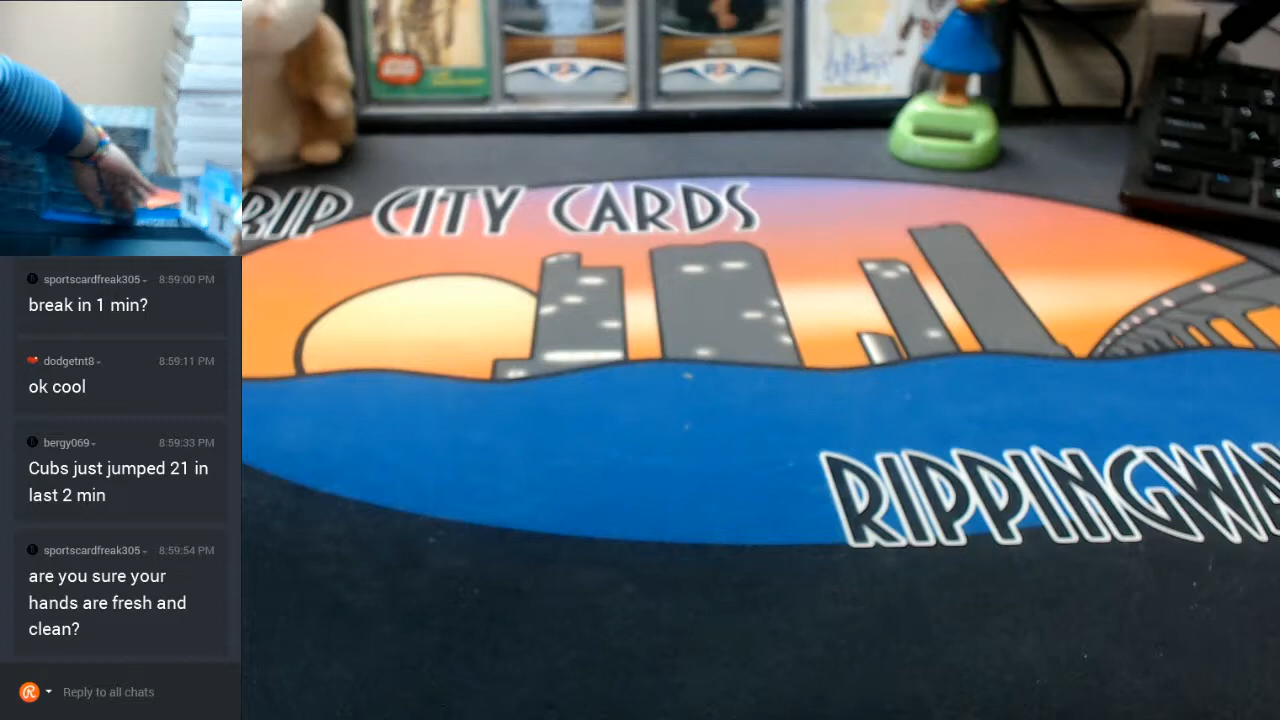 sportscardfreak305 8:59:00 PM
break in 1 min?
dodgetnt8 8:59:11 PM
ok cool
bergy069 8:59:33 PM
Cubs just jumped 21 in
last 2 min
sportscardfreak305 8:59:54 PM
are you sure your
hands are fresh and
clean?
Reply to all chats
RIP CITY CARDS
RIPPINGWA